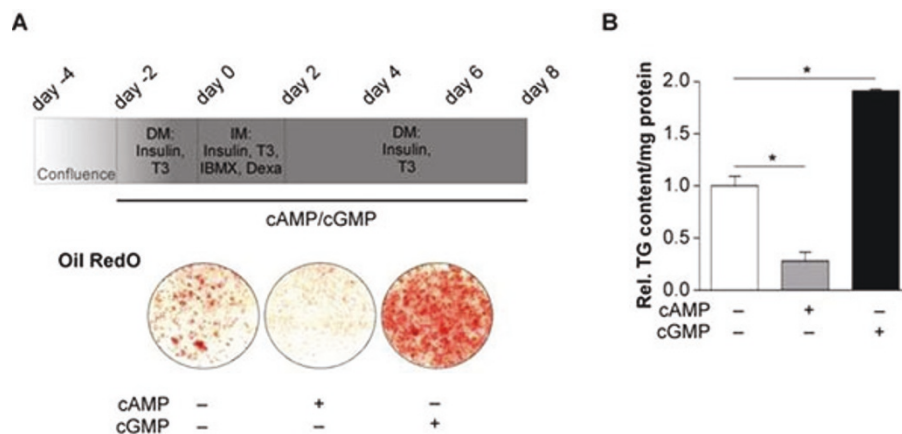 A
day -4
day -2
day 0
day 2
day 4
day 6
day 8
Confluence
DM:
Insulin,
T3
IM:
Insulin, T3,
IBMX, Dexa
DM:
Insulin,
T3
cAMP/cGMP
Oil RedO
cAMP – + –
cGMP – – +
B
Rel. TG content/mg protein
2.0
1.5
1.0
0.5
0.0
*
*
cAMP – + –
cGMP – – +